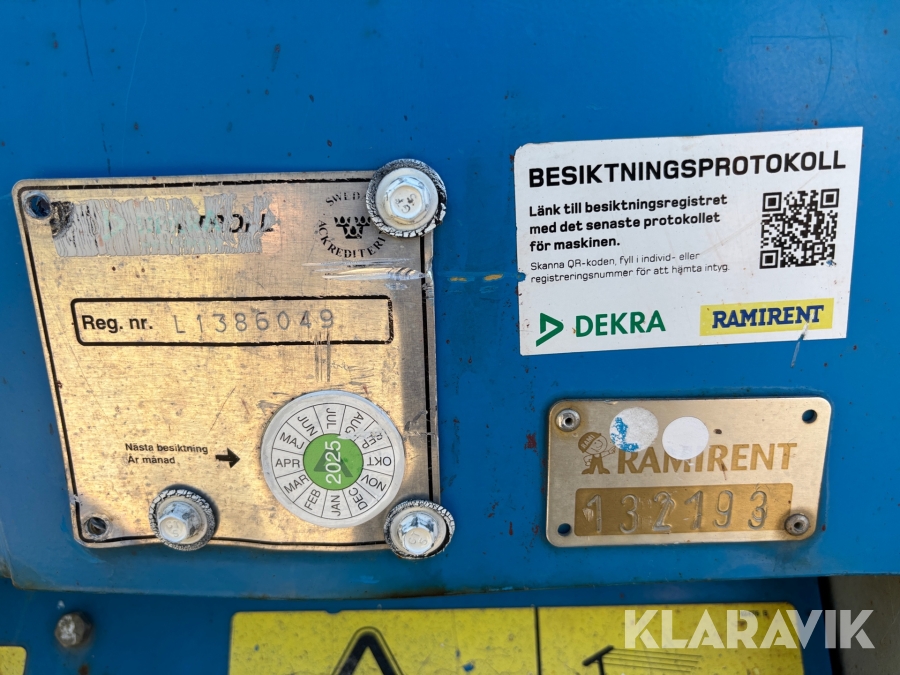 SWED
ACKREDITERI
Reg. nr. L1386049
Nästa besiktning
År månad
JAN FEB MAR APR MAJ JUN JUL AUG SEP OKT NOV DEC
2025
BESIKTNINGSPROTOKOLL
Länk till besiktningsregistret
med det senaste protokollet
för maskinen.
Skanna QR-koden, fyll i individ- eller
registreringsnummer för att hämta intyg.
DEKRA RAMIRENT
RAMIRENT
132193
KLARAVIK